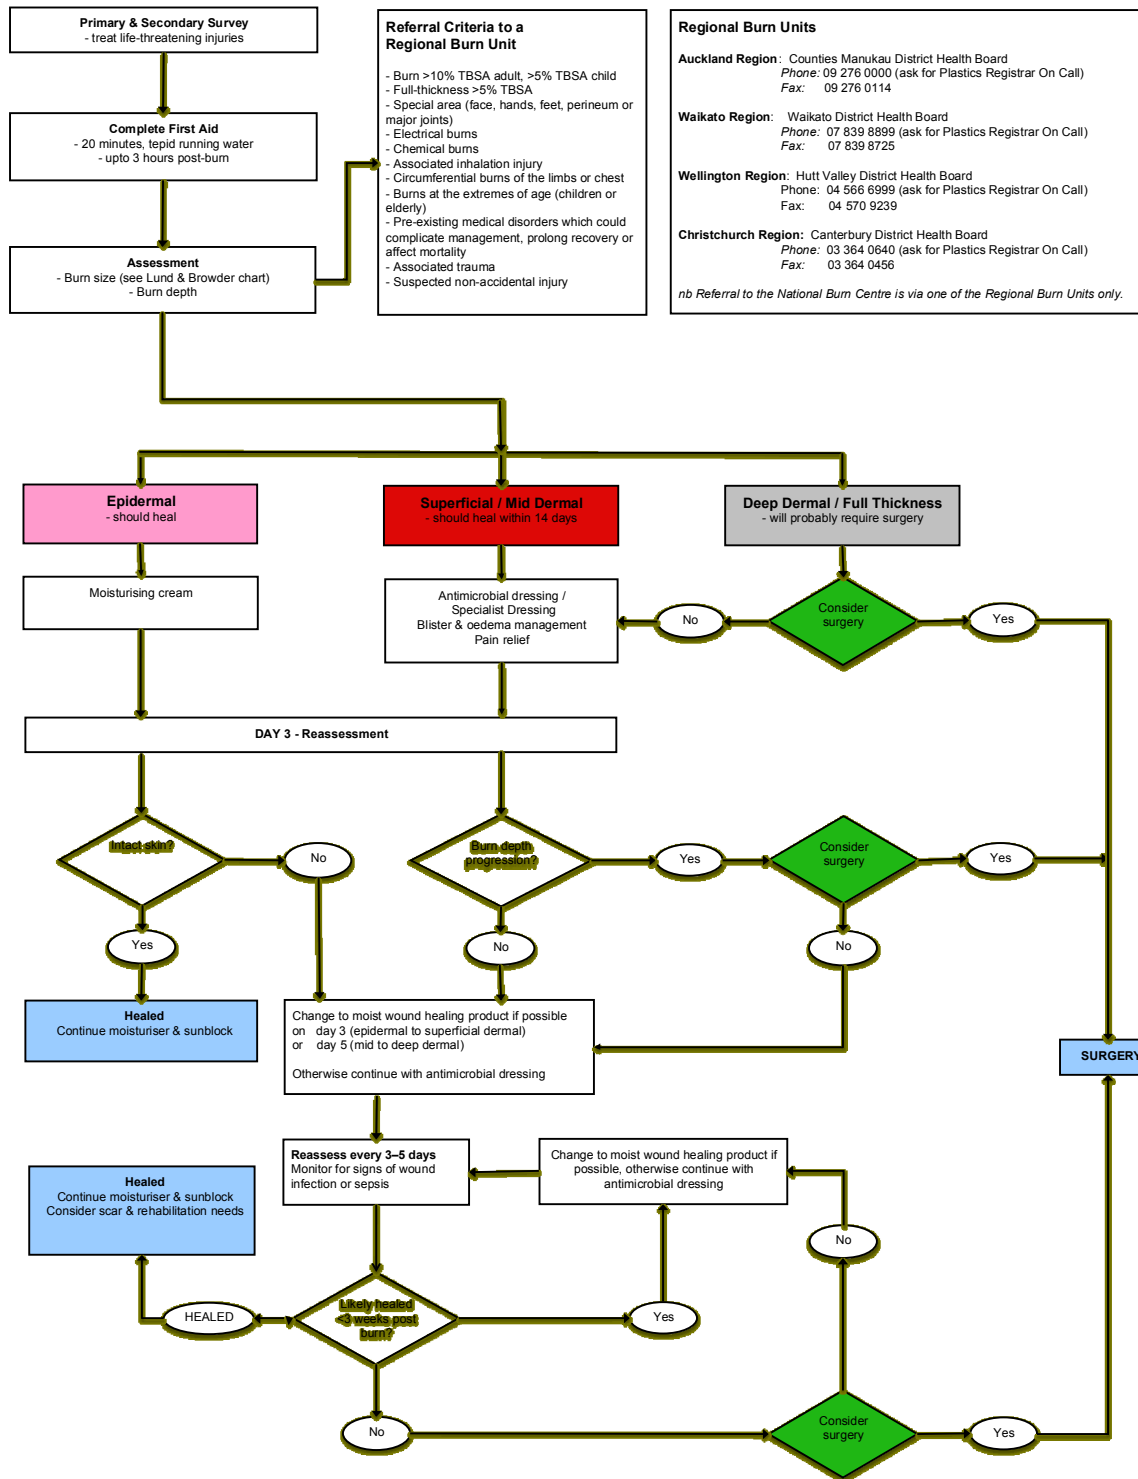 Primary & Secondary Survey
- treat life-threatening injuries
Complete First Aid
- 20 minutes, tepid running water
- upto 3 hours post-burn
Assessment
- Burn size (see Lund & Browder chart)
- Burn depth
Referral Criteria to a
Regional Burn Unit
- Burn >10% TBSA adult, >5% TBSA child
- Full-thickness >5% TBSA
- Special area (face, hands, feet, perineum or
major joints)
- Electrical burns
- Chemical burns
- Associated inhalation injury
- Circumferential burns of the limbs or chest
- Burns at the extremes of age (children or
elderly)
- Pre-existing medical disorders which could
complicate management, prolong recovery or
affect mortality
- Associated trauma
- Suspected non-accidental injury
Regional Burn Units
Auckland Region: Counties Manukau District Health Board
Phone: 09 276 0000 (ask for Plastics Registrar On Call)
Fax: 09 276 0114
Waikato Region: Waikato District Health Board
Phone: 07 839 8899 (ask for Plastics Registrar On Call)
Fax: 07 839 8725
Wellington Region: Hutt Valley District Health Board
Phone: 04 566 6999 (ask for Plastics Registrar On Call)
Fax: 04 570 9239
Christchurch Region: Canterbury District Health Board
Phone: 03 364 0640 (ask for Plastics Registrar On Call)
Fax: 03 364 0456
nb Referral to the National Burn Centre is via one of the Regional Burn Units only.
Epidermal
- should heal
Superficial / Mid Dermal
- should heal within 14 days
Deep Dermal / Full Thickness
- will probably require surgery
Moisturising cream
Antimicrobial dressing /
Specialist Dressing
Blister & oedema management
Pain relief
No
Consider
surgery
Yes
DAY 3 - Reassessment
Intact skin?
No
Burn depth
progression?
Yes
Consider
surgery
Yes
Yes
No
No
Healed
Continue moisturiser & sunblock
Change to moist wound healing product if possible
on day 3 (epidermal to superficial dermal)
or day 5 (mid to deep dermal)
Otherwise continue with antimicrobial dressing
SURGERY
Reassess every 3–5 days
Monitor for signs of wound
infection or sepsis
Change to moist wound healing product if
possible, otherwise continue with
antimicrobial dressing
Healed
Continue moisturiser & sunblock
Consider scar & rehabilitation needs
No
HEALED
Likely healed
<3 weeks post
burn?
Yes
No
Consider
surgery
Yes